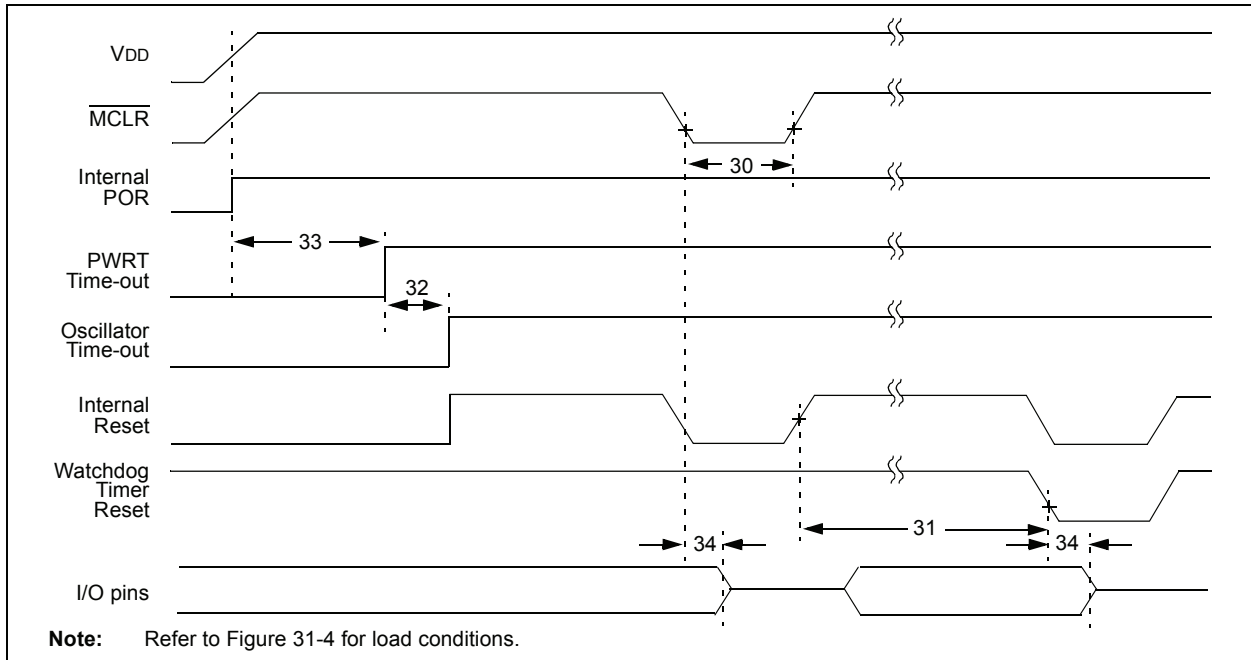 VDD
MCLR
30
Internal
POR
33
PWRT
Time-out
32
Oscillator
Time-out
Internal
Reset
Watchdog
Timer
Reset
31
34
34
I/O pins
Note: Refer to Figure 31-4 for load conditions.